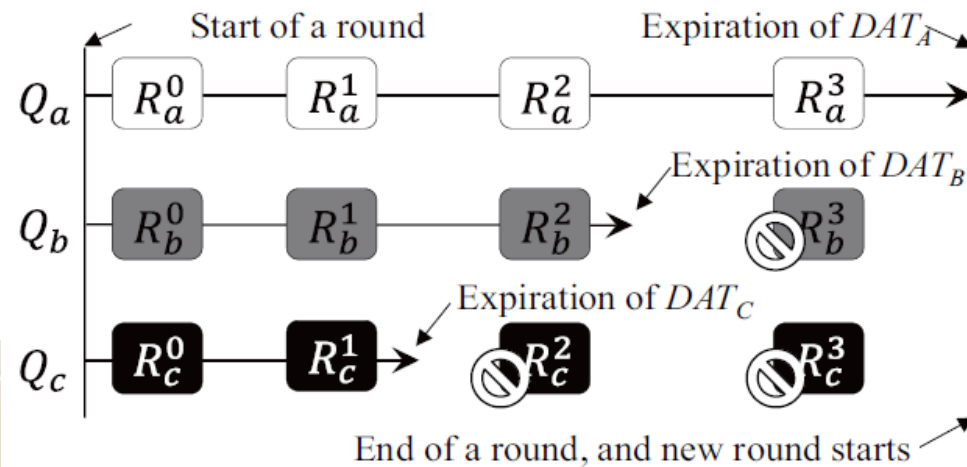 Start of a round Expiration of DAT_A
Q_a R_a^0 R_a^1 R_a^2 R_a^3
Expiration of DAT_B
Q_b R_b^0 R_b^1 R_b^2 R_b^3
Expiration of DAT_C
Q_c R_c^0 R_c^1 R_c^2 R_c^3
End of a round, and new round starts